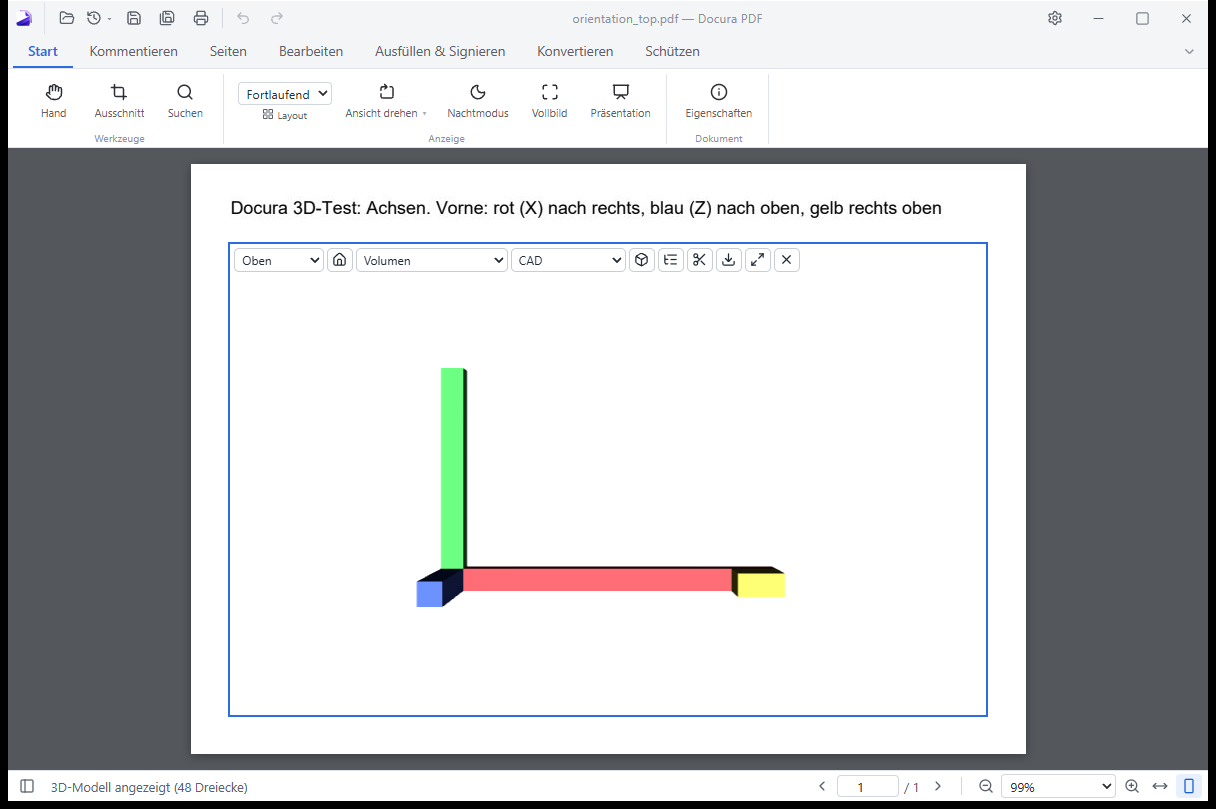 orientation_top.pdf — Docura PDF
Start Kommentieren Seiten Bearbeiten Ausfüllen & Signieren Konvertieren Schützen
Fortlaufend
Hand Ausschnitt Suchen Layout Ansicht drehen Nachtmodus Vollbild Präsentation Eigenschaften
Werkzeuge Anzeige Dokument
Docura 3D-Test: Achsen. Vorne: rot (X) nach rechts, blau (Z) nach oben, gelb rechts oben
Oben Volumen CAD
3D-Modell angezeigt (48 Dreiecke) 1 / 1 99%